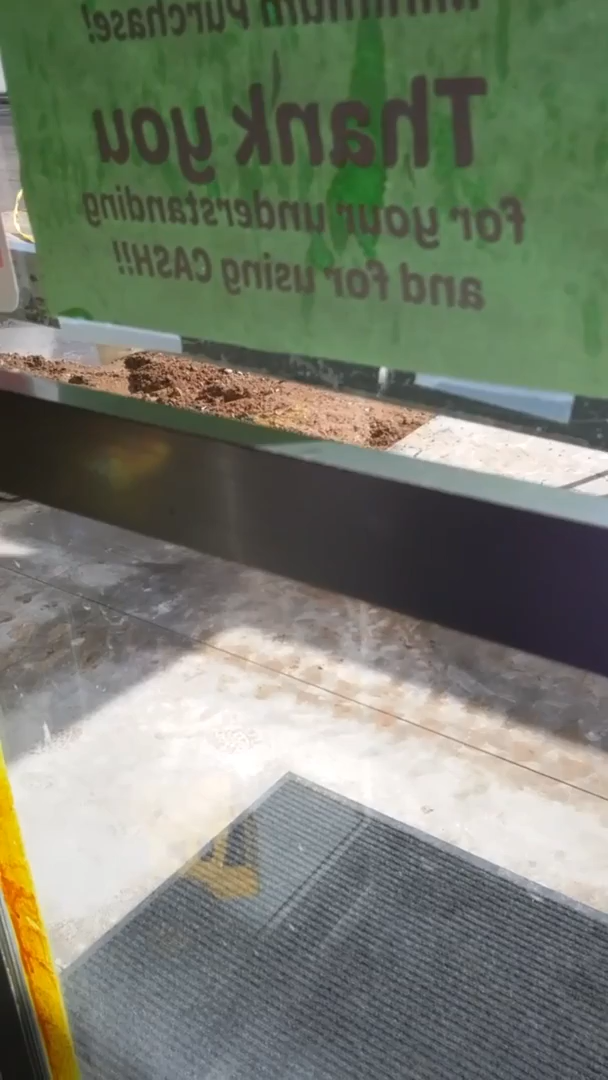 Minimum Purchase!
Thank you
for your understanding
and for using CASH!!